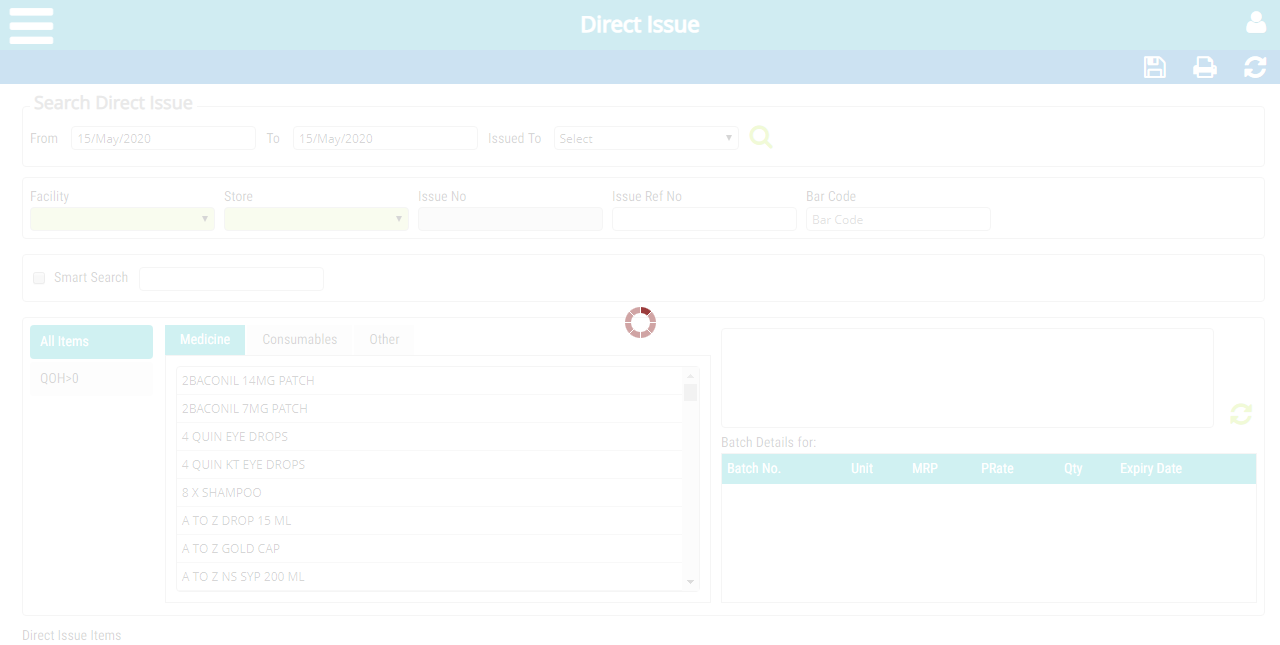 Direct Issue
Search Direct Issue
From 15/May/2020 To 15/May/2020 Issued To Select
Facility Store Issue No Issue Ref No Bar Code
Bar Code
Smart Search
All Items
QOH>0
Medicine Consumables Other
2BACONIL 14MG PATCH
2BACONIL 7MG PATCH
4 QUIN EYE DROPS
4 QUIN KT EYE DROPS
8 X SHAMPOO
A TO Z DROP 15 ML
A TO Z GOLD CAP
A TO Z NS SYP 200 ML
Batch Details for:
Batch No. Unit MRP PRate Qty Expiry Date
Direct Issue Items